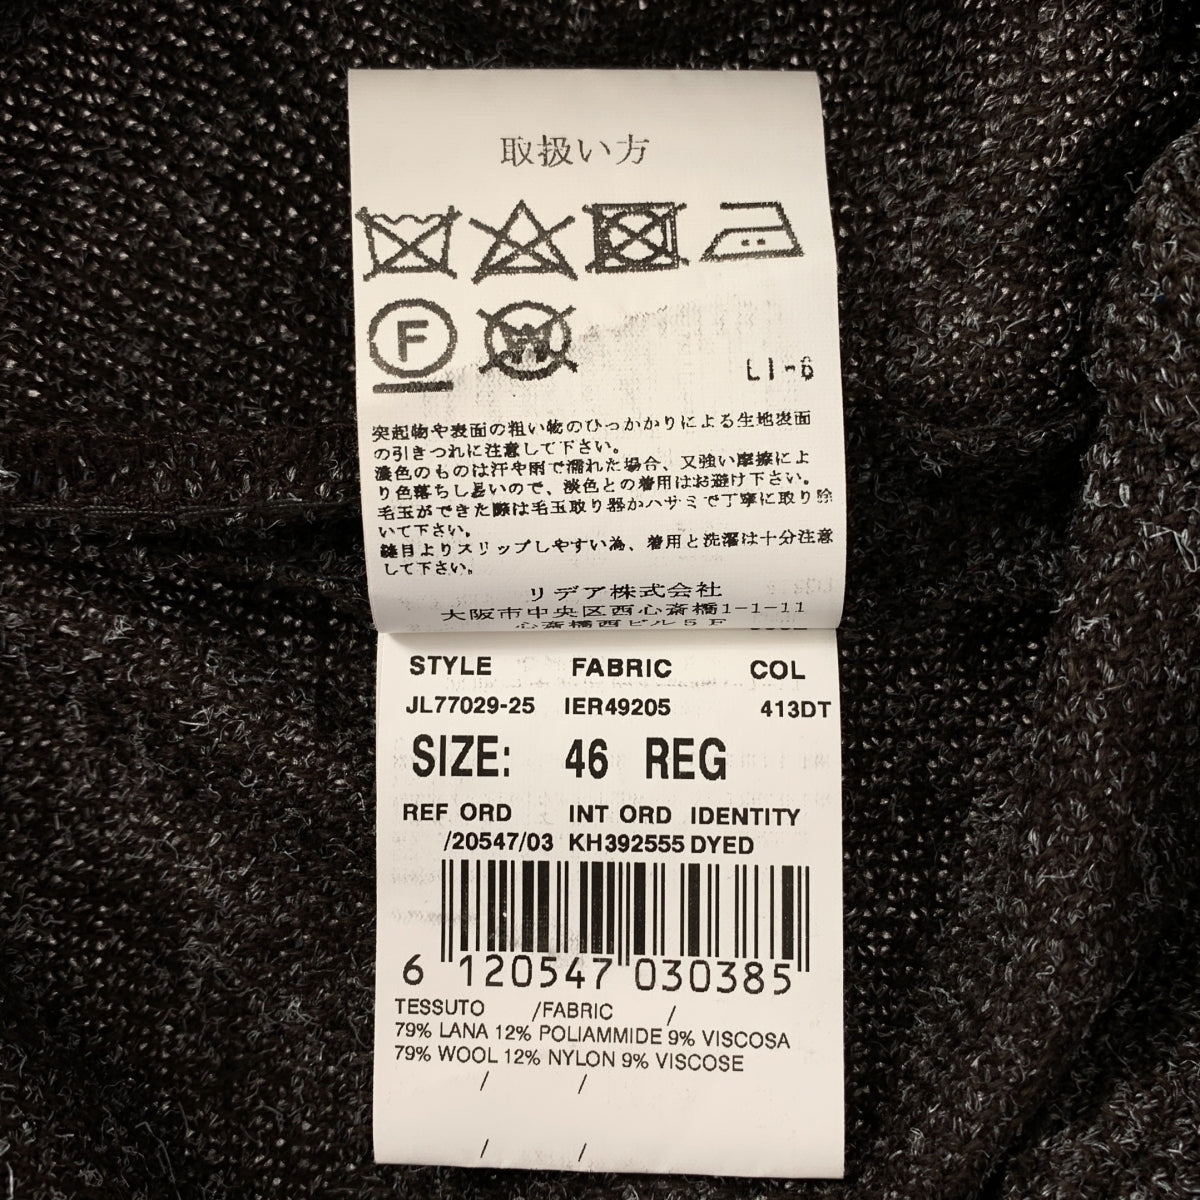 取扱い方
F
W
LI-6
突起物や表面の粗い物のひっかかりによる生地表面
の引きつれに注意して下さい。
濃色のものは汗や雨で濡れた場合、又強い摩擦によ
り色落ちし易いので、淡色との着用はお避け下さい。
毛玉ができた際は毛玉取り器かハサミで丁寧に取り除
いて下さい。
縫目よりスリップしやすい為、着用と洗濯は十分注意
して下さい。
リデア株式会社
大阪市中央区西心斎橋1-1-11
心斎橋西ビル5F
STYLE FABRIC COL
JL77029-25 IER49205 413DT
SIZE: 46 REG
REF ORD INT ORD IDENTITY
/20547/03 KH392555 DYED
6 120547 030385
TESSUTO /FABRIC /
79% LANA 12% POLIAMMIDE 9% VISCOSA
79% WOOL 12% NYLON 9% VISCOSE
/ /
/ /